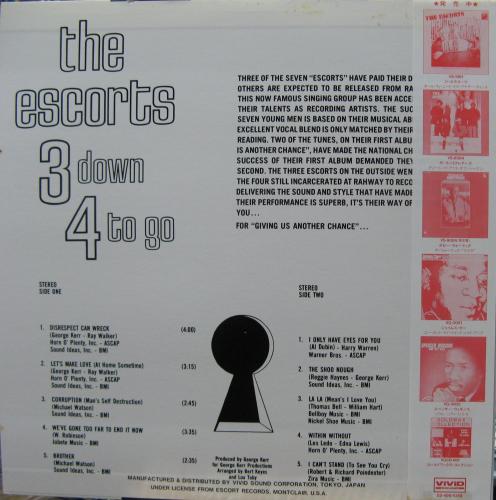 the
escorts
3 down
4 to go
THREE OF THE SEVEN "ESCORTS" HAVE PAID THEIR D
OTHERS ARE EXPECTED TO BE RELEASED FROM RA
THIS NOW FAMOUS SINGING GROUP HAS BEEN ACCE
THEIR TALENTS AS RECORDING ARTISTS. THE SUC
SEVEN YOUNG MEN IS BASED ON THEIR MUSICAL AB
EXCELLENT VOCAL BLEND IS ONLY MATCHED BY THEIR
READING. TWO OF THE TUNES, ON THEIR FIRST ALBUM
IS ANOTHER CHANCE", HAVE MADE THE NATIONAL CH
SUCCESS OF THEIR FIRST ALBUM DEMANDED THEY
SECOND. THE THREE ESCORTS ON THE OUTSIDE WEN
THE FOUR STILL INCARCERATED AT RAHWAY TO RECO
DELIVERING THE SOUND AND STYLE THAT HAVE MADE
THEIR PERFORMANCE IS SUPERB, IT'S THEIR WAY OF
YOU...
FOR "GIVING US ANOTHER CHANCE"...
STEREO
SIDE ONE
1. DISRESPECT CAN WRECK (4:00)
(George Kerr - Ray Walker)
Horn O' Plenty, Inc. - ASCAP
Sound Ideas, Inc. - BMI
2. LET'S MAKE LOVE (At Home Sometime) (3:15)
(George Kerr - Ray Walker)
Horn O' Plenty, Inc. - ASCAP
Sound Ideas, Inc. - BMI
3. CORRUPTION (Man's Self Destruction) (2:45)
(Michael Watson)
Sound Ideas, Inc. - BMI
4. WE'VE GONE TOO FAR TO END IT NOW (5:10)
(W. Robinson)
Jobete Music - BMI
5. BROTHER (2:35)
(Michael Watson)
Sound Ideas, Inc. - BMI
STEREO
SIDE TWO
1. I ONLY HAVE EYES FOR YOU
(Al Dubin) - Harry Warren)
Warner Bros. - ASCAP
2. THE SHOO NOUGH
(Reggie Haynes - George Kerr)
Sound Ideas, Inc. - BMI
3. LA LA (Means I Love You)
(Thomas Bell - William Hart)
Bellboy Music - BMI
Nickel Shoe Music - BMI
4. WITHIN WITHOUT
(Les Ledo - Edna Lewis)
Horn O' Plenty, Inc. - ASCAP
5. I CAN'T STAND IT (To See You Cry)
(Robert & Richard Poindexter)
Zira Music - BMI
Produced by George Kerr
for George Kerr Productions
Arranged by Bert Keyes
and Lou Toby
MANUFACTURED & DISTRIBUTED BY VIVID SOUND CORPORATION, TOKYO, JAPAN
UNDER LICENSE FROM ESCORT RECORDS, MONTCLAIR, U.S.A.
★発売中★
THE ESCORTS
VIVID